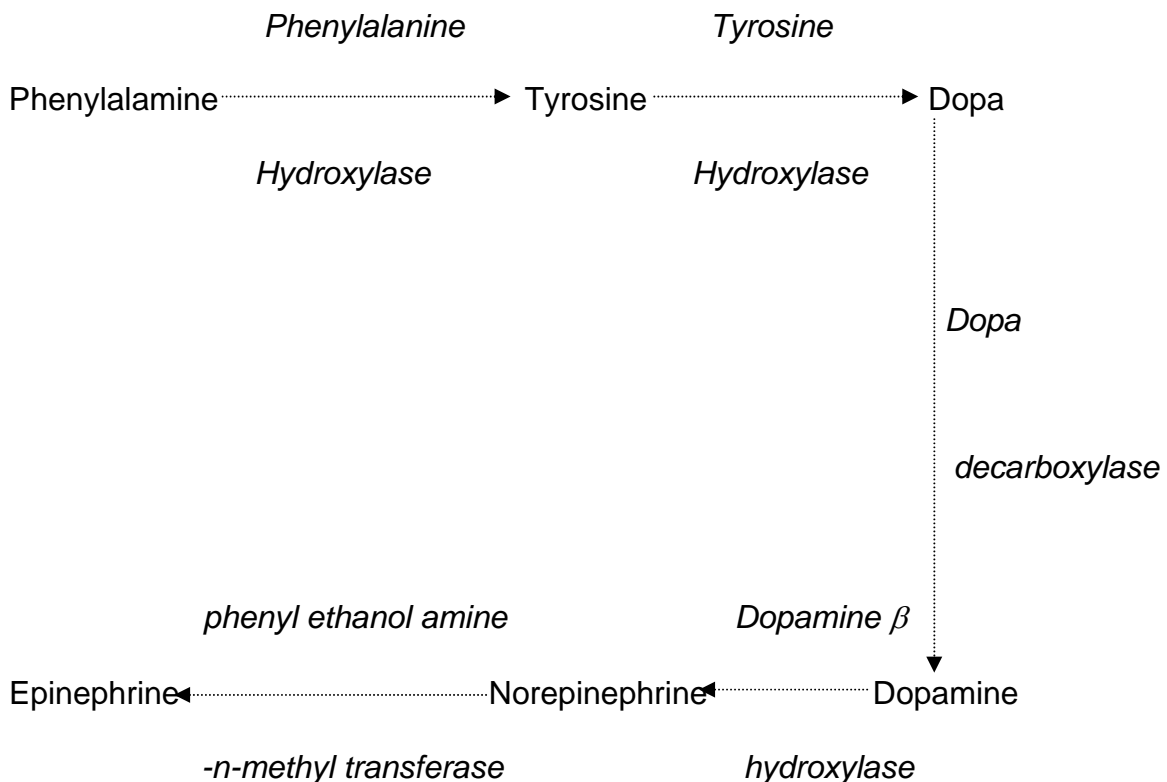 Phenylalanine Tyrosine
Phenylalamine Tyrosine Dopa
Hydroxylase Hydroxylase
Dopa
decarboxylase
phenyl ethanol amine Dopamine β
Epinephrine Norepinephrine Dopamine
-n-methyl transferase hydroxylase